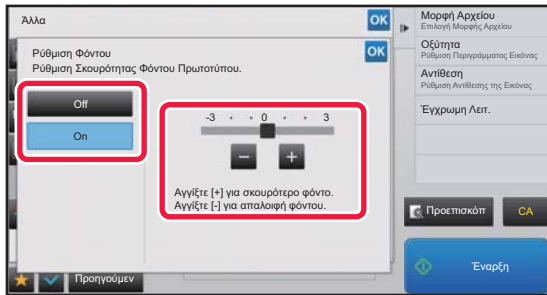 Άλλα
OK
Ρύθμιση Φόντου
Ρύθμιση Σκουρότητας Φόντου Πρωτοτύπου.
OK
Off
On
-3 0 3
- +
Αγγίξτε [+] για σκουρότερο φόντο.
Αγγίξτε [-] για απαλοιφή φόντου.
Προηγούμεν
Μορφή Αρχείου
Επιλογή Μορφής Αρχείου
Οξύτητα
Ρύθμιση Περιγράμματος Εικόνας
Αντίθεση
Ρύθμιση Αντίθεσης της Εικόνας
Έγχρωμη Λειτ.
Προεπισκόπ
CA
Έναρξη